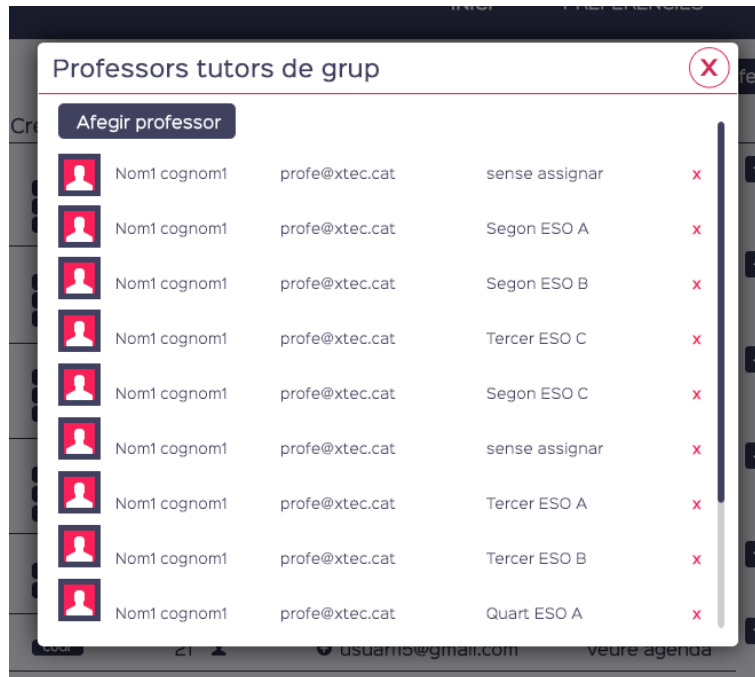 INICI PREFERÈNCIES
Professors tutors de grup X
Afegir professor
Nom1 cognom1 profe@xtec.cat sense assignar x
Nom1 cognom1 profe@xtec.cat Segon ESO A x
Nom1 cognom1 profe@xtec.cat Segon ESO B x
Nom1 cognom1 profe@xtec.cat Tercer ESO C x
Nom1 cognom1 profe@xtec.cat Segon ESO C x
Nom1 cognom1 profe@xtec.cat sense assignar x
Nom1 cognom1 profe@xtec.cat Tercer ESO A x
Nom1 cognom1 profe@xtec.cat Tercer ESO B x
Nom1 cognom1 profe@xtec.cat Quart ESO A x
21 usuari5@gmail.com veure agenda